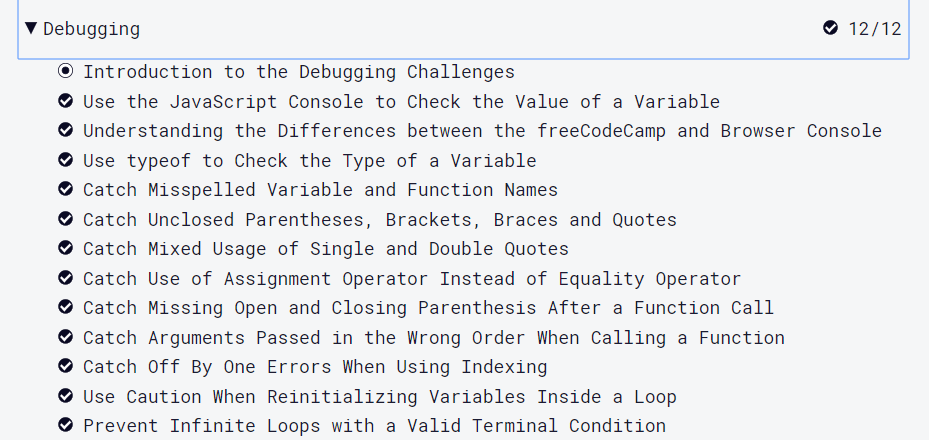 Debugging 12/12
Introduction to the Debugging Challenges
Use the JavaScript Console to Check the Value of a Variable
Understanding the Differences between the freeCodeCamp and Browser Console
Use typeof to Check the Type of a Variable
Catch Misspelled Variable and Function Names
Catch Unclosed Parentheses, Brackets, Braces and Quotes
Catch Mixed Usage of Single and Double Quotes
Catch Use of Assignment Operator Instead of Equality Operator
Catch Missing Open and Closing Parenthesis After a Function Call
Catch Arguments Passed in the Wrong Order When Calling a Function
Catch Off By One Errors When Using Indexing
Use Caution When Reinitializing Variables Inside a Loop
Prevent Infinite Loops with a Valid Terminal Condition